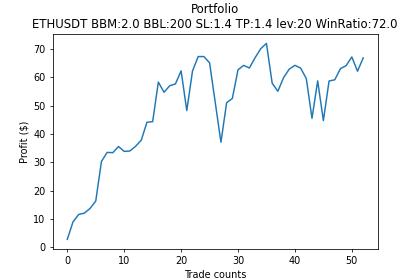 Portfolio
ETHUSDT BBM:2.0 BBL:200 SL:1.4 TP:1.4 lev:20 WinRatio:72.0
70
60
50
40
30
20
10
0
Profit ($)
0 10 20 30 40 50
Trade counts